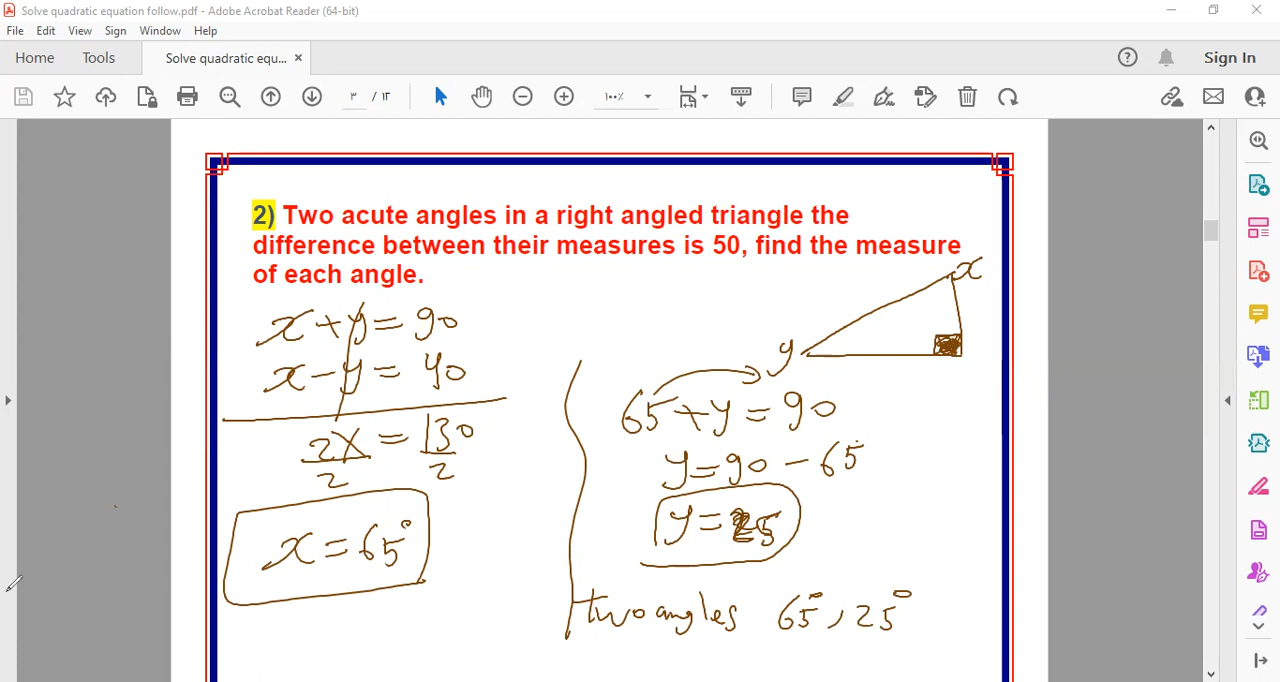 Solve quadratic equation follow.pdf - Adobe Acrobat Reader (64-bit)
File Edit View Sign Window Help
Home Tools Solve quadratic equ... × Sign In
٣ / ١٣ ١٠٠٪
2) Two acute angles in a right angled triangle the
difference between their measures is 50, find the measure
of each angle.
x
y
x + y = 90
x - y = 40
2x = 130
2 2
x = 65°
65 + y = 90
y = 90 - 65
y = 25
two angles 65°, 25°